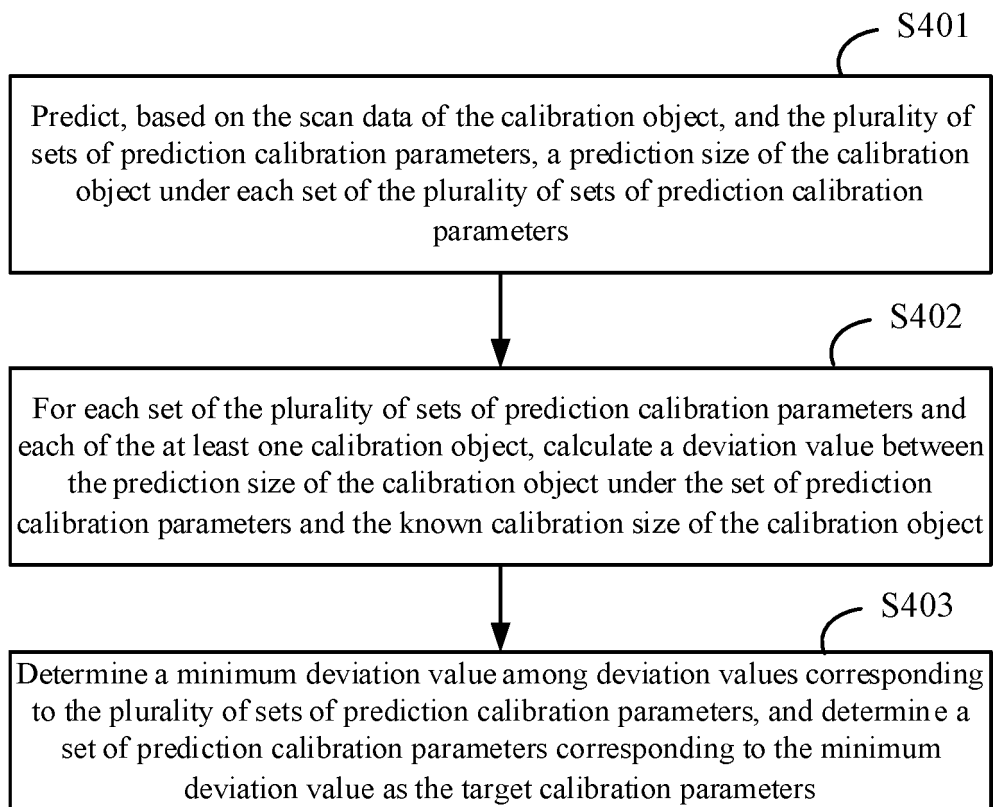 S401
Predict, based on the scan data of the calibration object, and the plurality of
sets of prediction calibration parameters, a prediction size of the calibration
object under each set of the plurality of sets of prediction calibration
parameters
S402
For each set of the plurality of sets of prediction calibration parameters and
each of the at least one calibration object, calculate a deviation value between
the prediction size of the calibration object under the set of prediction
calibration parameters and the known calibration size of the calibration object
S403
Determine a minimum deviation value among deviation values corresponding
to the plurality of sets of prediction calibration parameters, and determine a
set of prediction calibration parameters corresponding to the minimum
deviation value as the target calibration parameters